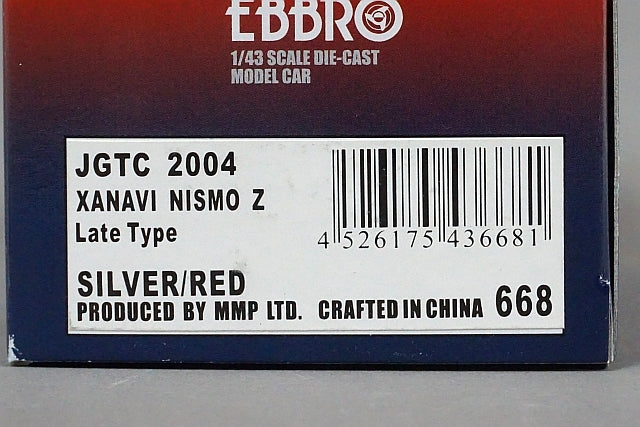 EBBRO
1/43 SCALE DIE-CAST
MODEL CAR
JGTC 2004
XANAVI NISMO Z
Late Type
4 526175 436681
SILVER/RED
PRODUCED BY MMP LTD. CRAFTED IN CHINA 668